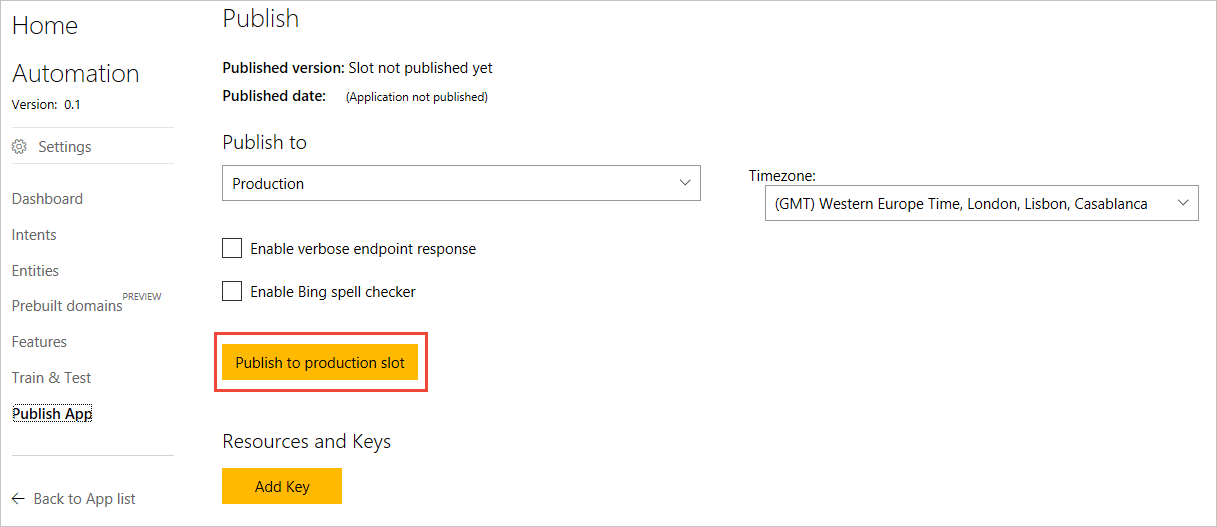 Home
Automation
Version: 0.1
Settings
Dashboard
Intents
Entities
Prebuilt domains PREVIEW
Features
Train & Test
Publish App
Back to App list
Publish
Published version: Slot not published yet
Published date: (Application not published)
Publish to
Production
Timezone:
(GMT) Western Europe Time, London, Lisbon, Casablanca
Enable verbose endpoint response
Enable Bing spell checker
Publish to production slot
Resources and Keys
Add Key